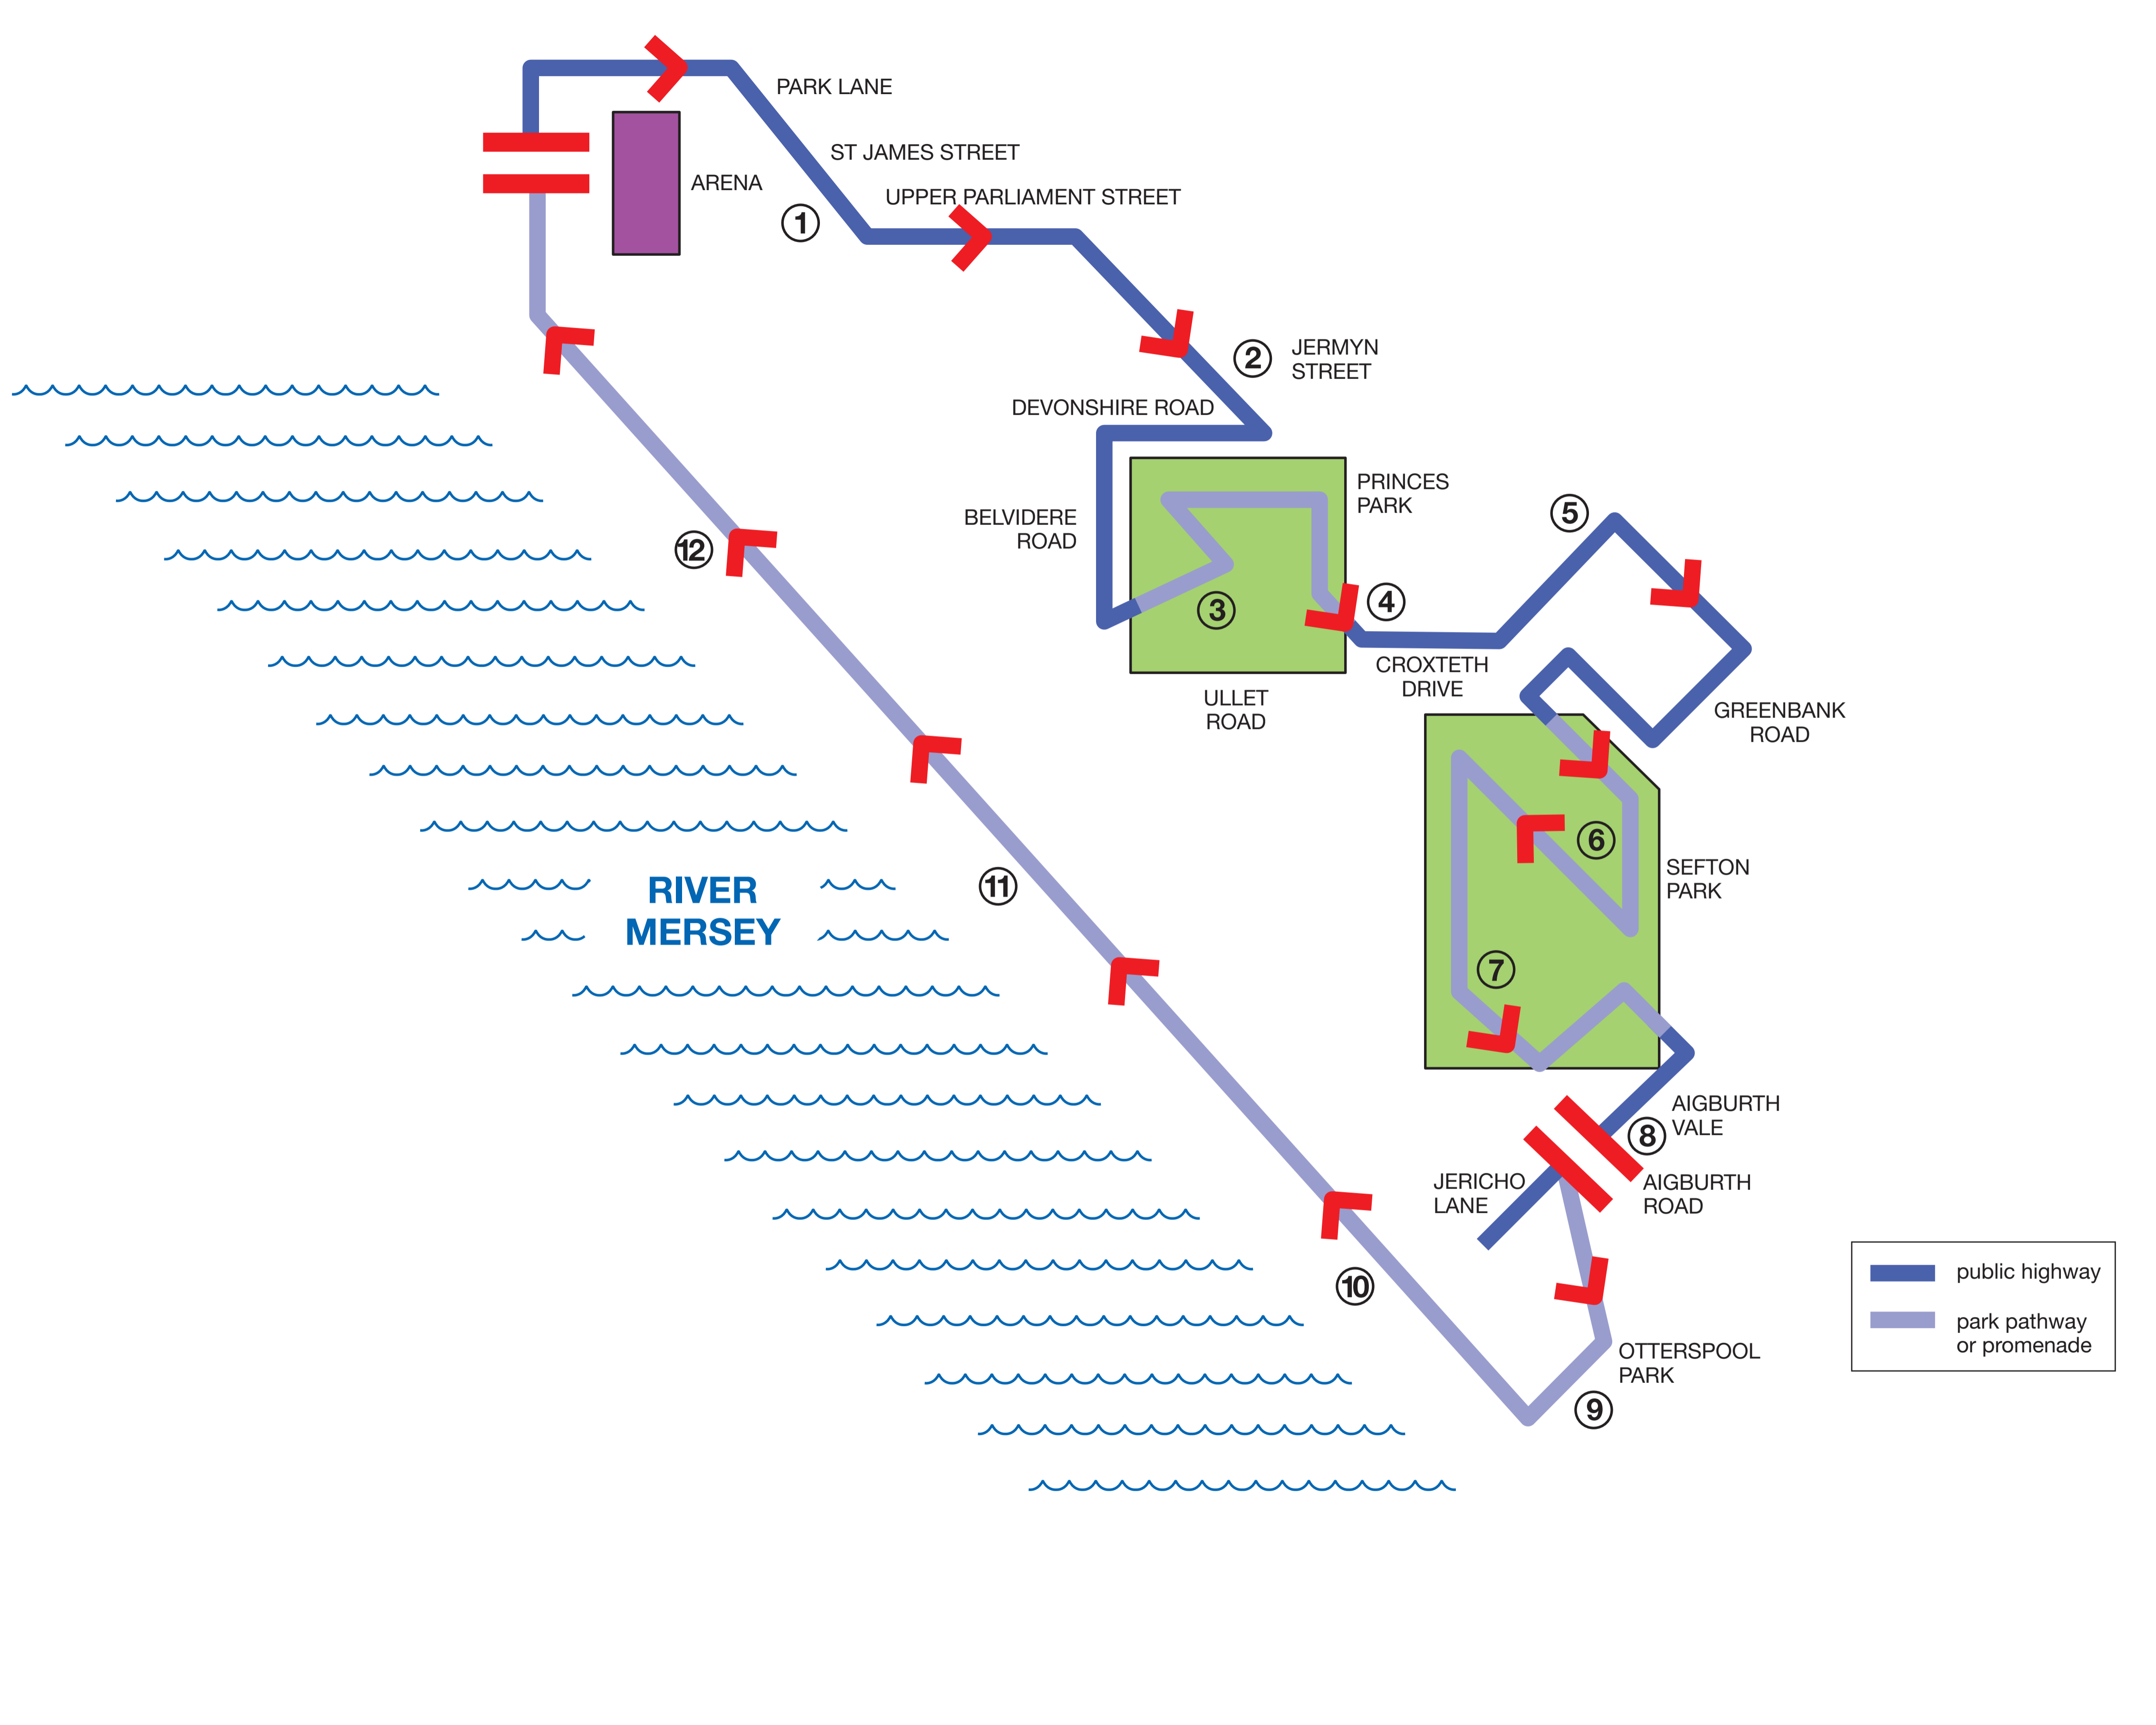 PARK LANE
ST JAMES STREET
ARENA
UPPER PARLIAMENT STREET
1
2
JERMYN
STREET
DEVONSHIRE ROAD
PRINCES
PARK
BELVIDERE
ROAD
5
12
3
4
CROXTETH
DRIVE
ULLET
ROAD
GREENBANK
ROAD
6
SEFTON
PARK
RIVER
MERSEY
11
7
AIGBURTH
VALE
8
JERICHO
LANE
AIGBURTH
ROAD
10
public highway
park pathway
or promenade
OTTERSPOOL
PARK
9